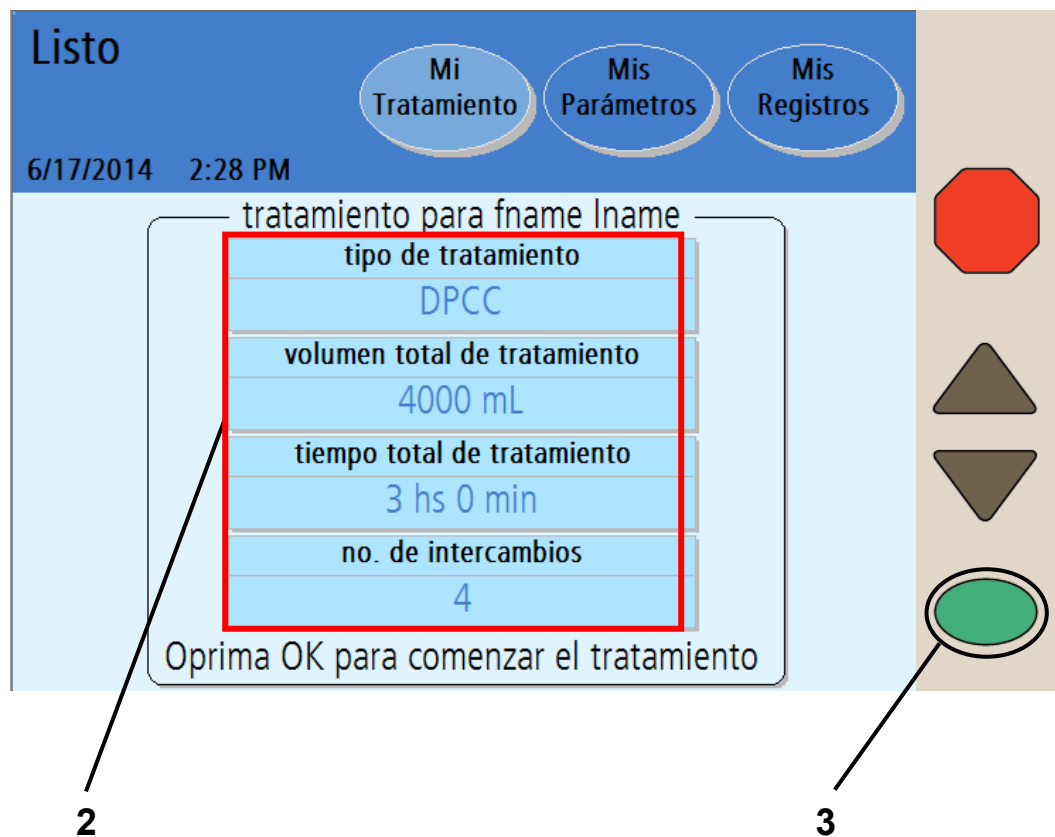 Listo
Mi
Tratamiento
Mis
Parámetros
Mis
Registros
6/17/2014 2:28 PM
tratamiento para fname lname
tipo de tratamiento
DPCC
volumen total de tratamiento
4000 mL
tiempo total de tratamiento
3 hs 0 min
no. de intercambios
4
Oprima OK para comenzar el tratamiento
2
3